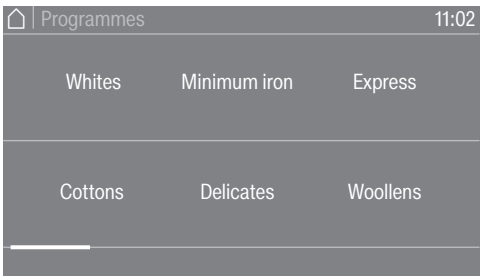 Programmes 11:02
Whites Minimum iron Express
Cottons Delicates Woollens